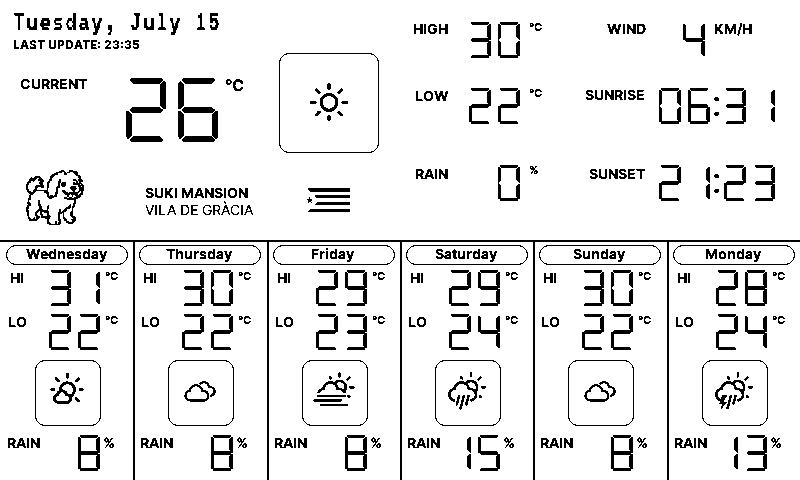 Tuesday, July 15
LAST UPDATE: 23:35
CURRENT 26 °C
SUKI MANSION
VILA DE GRÀCIA
HIGH 30 °C
LOW 22 °C
RAIN 0 %
WIND 4 KM/H
SUNRISE 06:31
SUNSET 21:23
Wednesday
HI 31 °C
LO 22 °C
RAIN 8 %
Thursday
HI 30 °C
LO 22 °C
RAIN 8 %
Friday
HI 29 °C
LO 23 °C
RAIN 8 %
Saturday
HI 29 °C
LO 24 °C
RAIN 15 %
Sunday
HI 30 °C
LO 22 °C
RAIN 8 %
Monday
HI 28 °C
LO 24 °C
RAIN 13 %